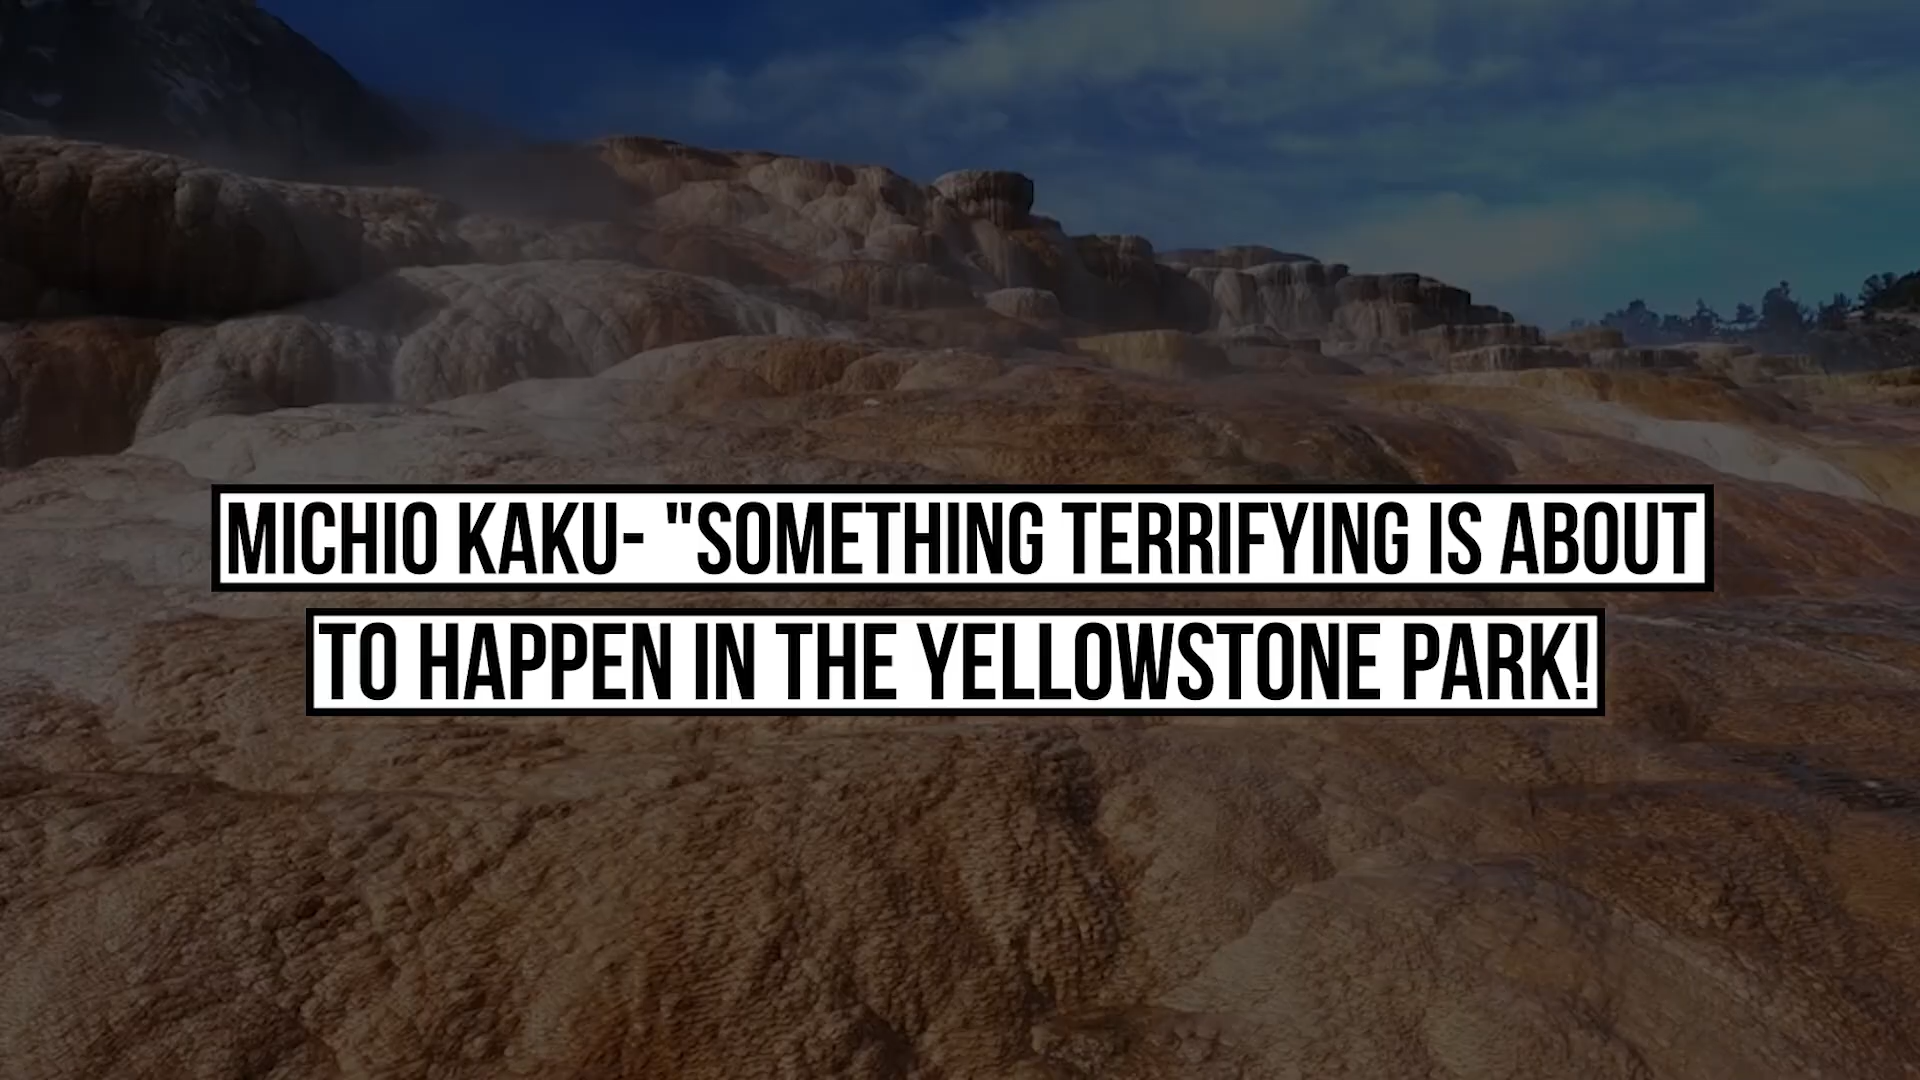 MICHIO KAKU- "SOMETHING TERRIFYING IS ABOUT
TO HAPPEN IN THE YELLOWSTONE PARK!